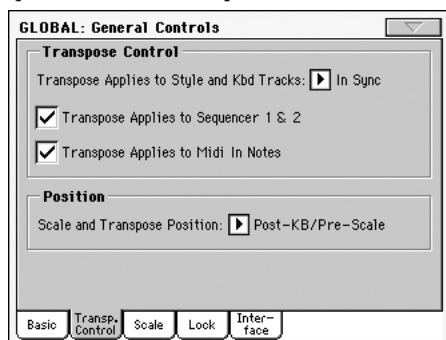 GLOBAL: General Controls
Transpose Control
Transpose Applies to Style and Kbd Tracks: In Sync
Transpose Applies to Sequencer 1 & 2
Transpose Applies to Midi In Notes
Position
Scale and Transpose Position: Post-KB/Pre-Scale
Basic
Transp.
Control
Scale
Lock
Inter-
face